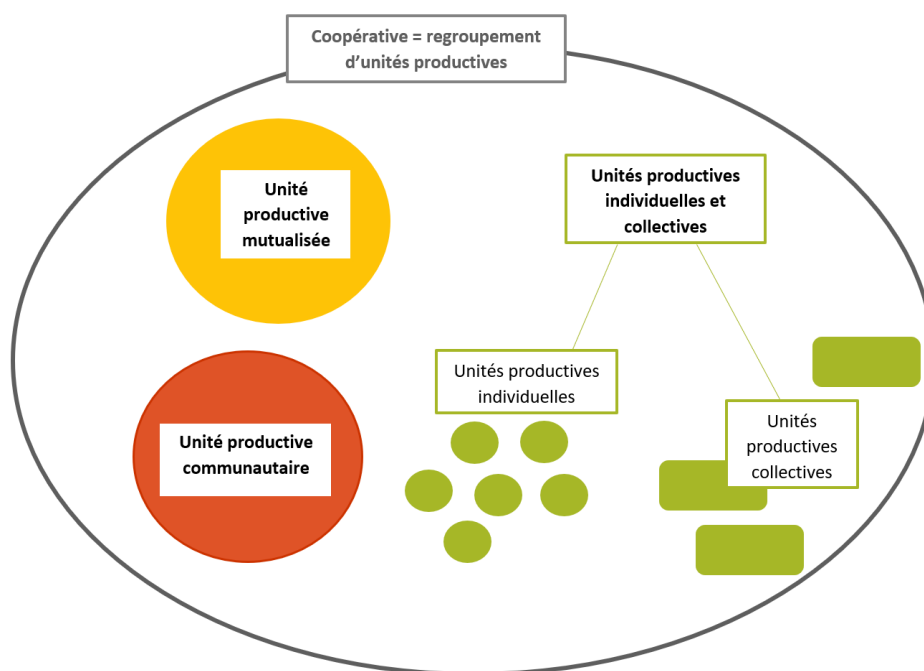 Coopérative = regroupement
d’unités productives
Unité
productive
mutualisée
Unités productives
individuelles et
collectives
Unités productives
individuelles
Unité productive
communautaire
Unités
productives
collectives